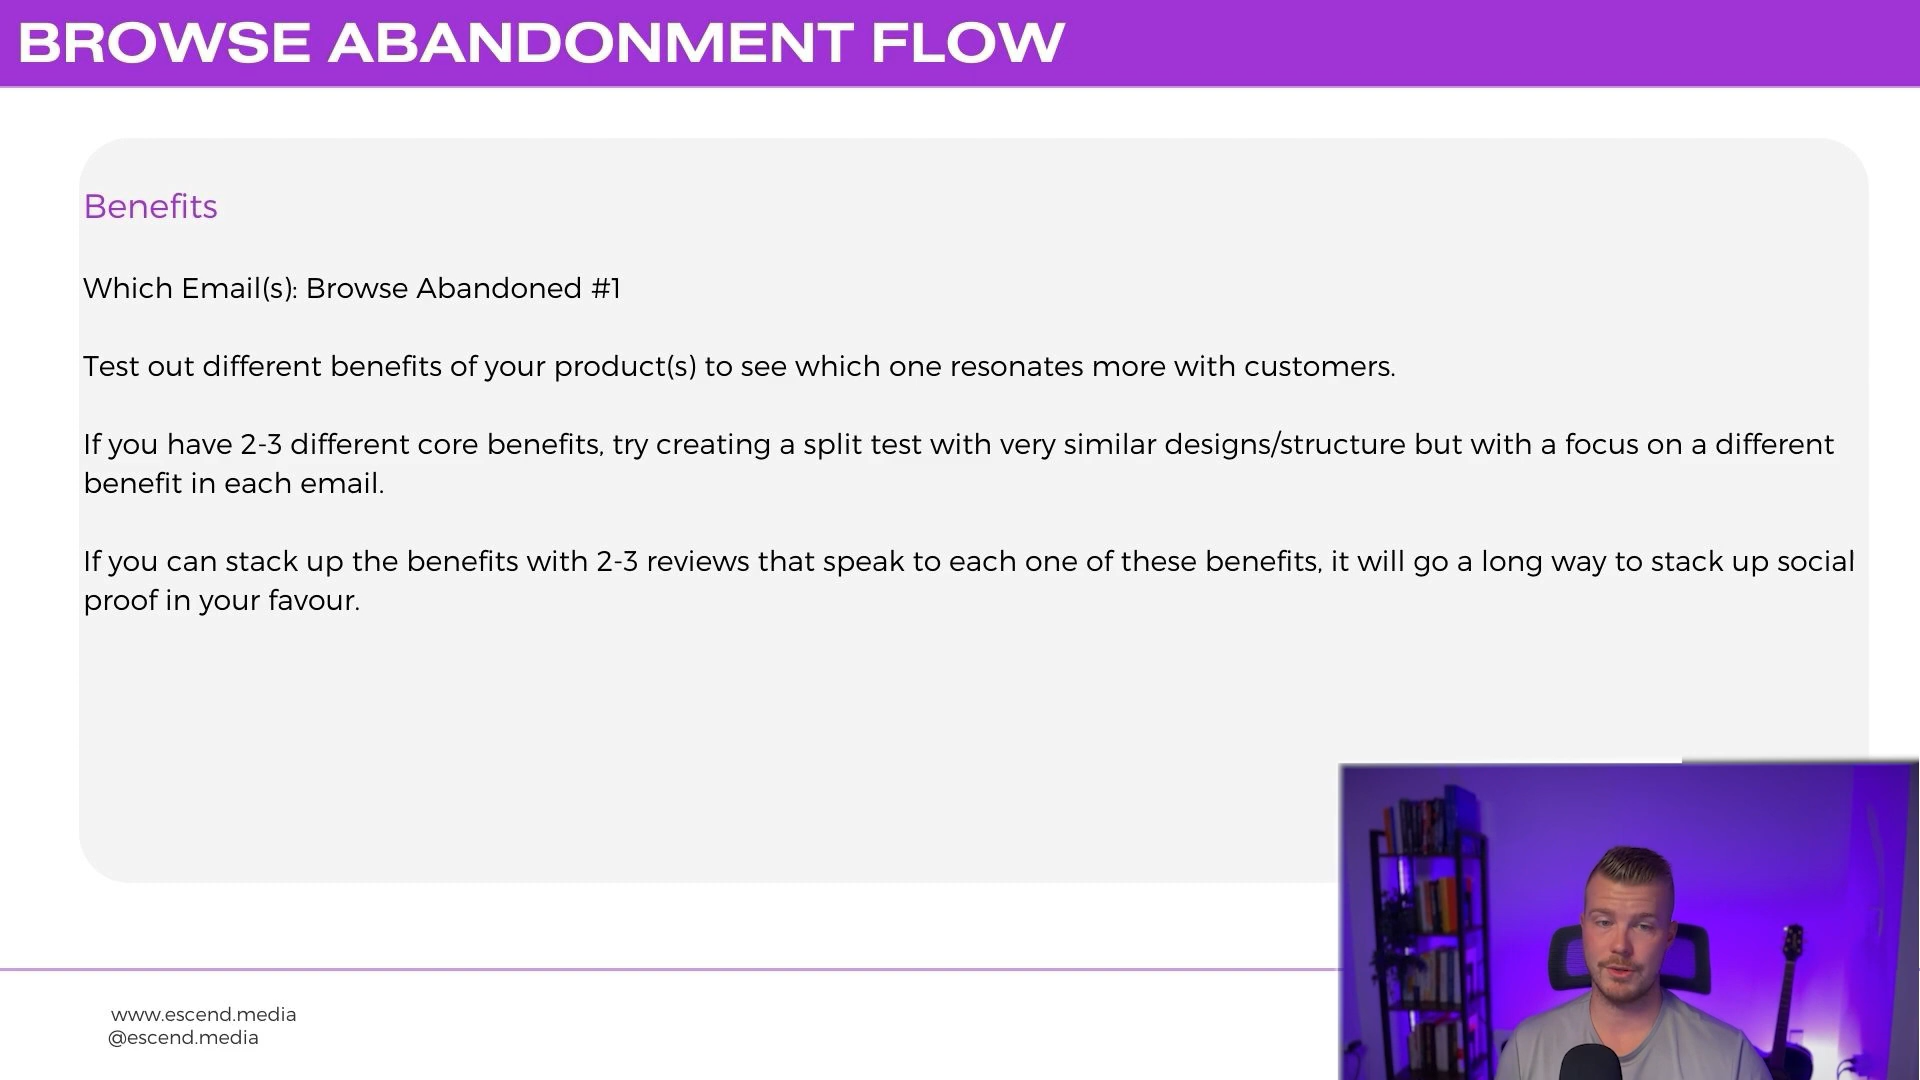 BROWSE ABANDONMENT FLOW
Benefits
Which Email(s): Browse Abandoned #1
Test out different benefits of your product(s) to see which one resonates more with customers.
If you have 2-3 different core benefits, try creating a split test with very similar designs/structure but with a focus on a different
benefit in each email.
If you can stack up the benefits with 2-3 reviews that speak to each one of these benefits, it will go a long way to stack up social
proof in your favour.
www.escend.media
@escend.media